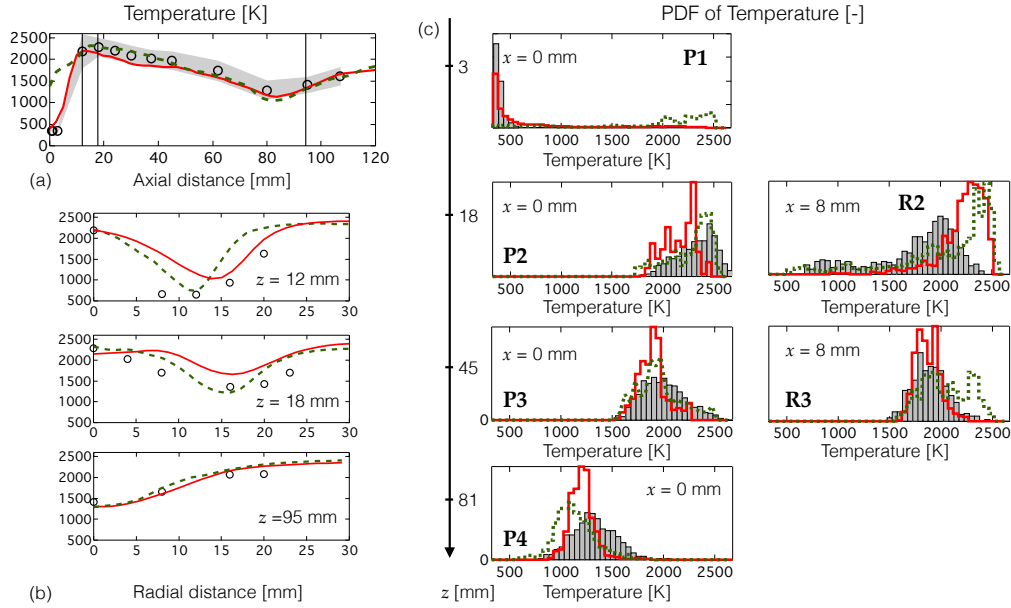 Temperature [K]
2500
2000
1500
1000
500
0
0 20 40 60 80 100 120
(a)
Axial distance [mm]
2500
2000
1500
1000
500
0 5 10 15 20 25 30
z = 12 mm
2500
2000
1500
1000
500
0 5 10 15 20 25 30
z = 18 mm
2500
2000
1500
1000
500
0 5 10 15 20 25 30
z =95 mm
(b)
Radial distance [mm]
(c)
PDF of Temperature [-]
3
18
45
81
z [mm]
x = 0 mm
P1
500 1000 1500 2000 2500
Temperature [K]
x = 0 mm
P2
500 1000 1500 2000 2500
Temperature [K]
x = 8 mm
R2
500 1000 1500 2000 2500
Temperature [K]
x = 0 mm
P3
0
500 1000 1500 2000 2500
Temperature [K]
x = 8 mm
R3
0
500 1000 1500 2000 2500
Temperature [K]
x = 0 mm
P4
0
500 1000 1500 2000 2500
Temperature [K]